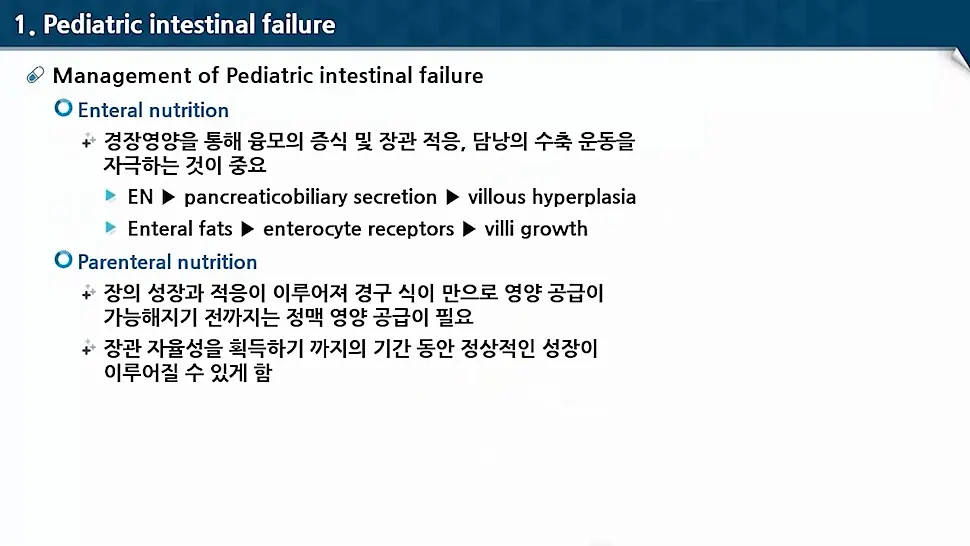 1. Pediatric intestinal failure
Management of Pediatric intestinal failure
Enteral nutrition
경장영양을 통해 융모의 증식 및 장관 적응, 담낭의 수축 운동을
자극하는 것이 중요
EN ▶ pancreaticobiliary secretion ▶ villous hyperplasia
Enteral fats ▶ enterocyte receptors ▶ villi growth
Parenteral nutrition
장의 성장과 적응이 이루어져 경구 식이 만으로 영양 공급이
가능해지기 전까지는 정맥 영양 공급이 필요
장관 자율성을 획득하기 까지의 기간 동안 정상적인 성장이
이루어질 수 있게 함